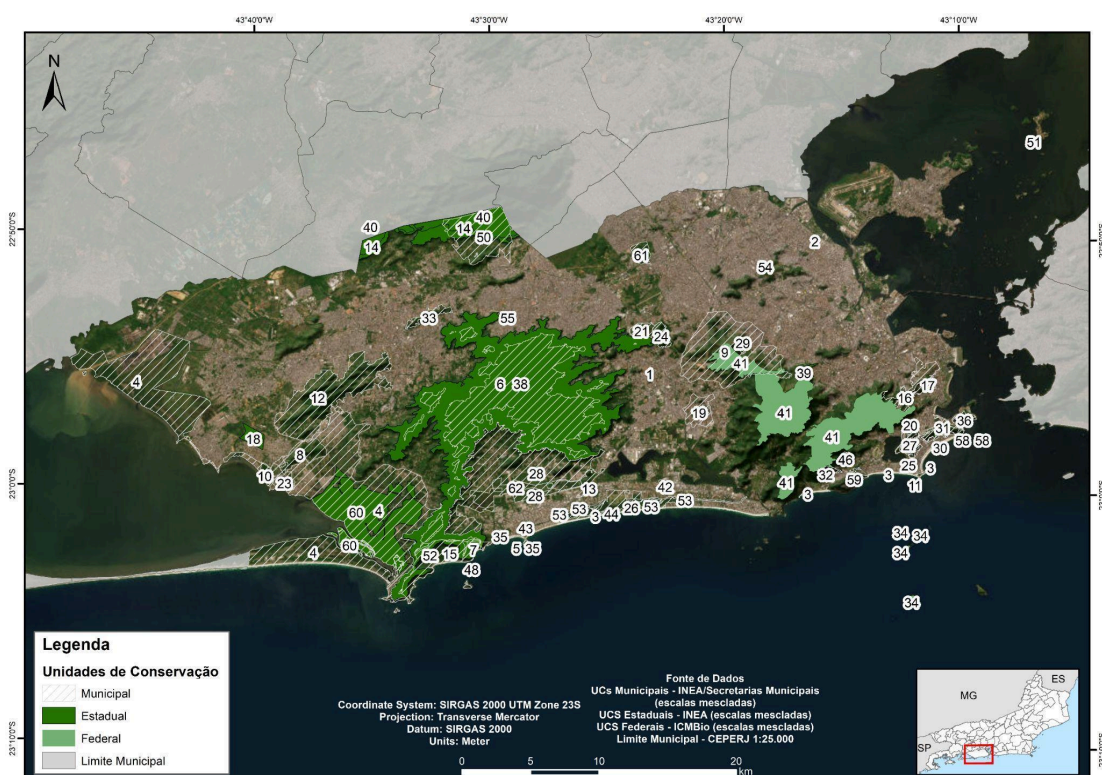 43°40'0"W
43°30'0"W
43°20'0"W
43°10'0"W
N
51
40
40
22°50'0"S
14
50
14
2
61
54
33
55
21
24
29
9
41
1
39
4
6
38
17
12
16
19
41
36
20
31
18
41
58
58
27
30
8
46
25
3
10
28
32
3
23°0'0"S
23
62
13
42
41
59
11
28
3
60
4
53
53
3
44
26
53
43
34
34
35
60
5
35
4
52
15
7
34
48
34
Legenda
Unidades de Conservação
Municipal
Estadual
Federal
Limite Municipal
23°10'0"S
Coordinate System: SIRGAS 2000 UTM Zone 23S
Projection: Transverse Mercator
Datum: SIRGAS 2000
Units: Meter
Fonte de Dados
UCs Municipais - INEA/Secretarias Municipais
(escalas mescladas)
UCS Estaduais - INEA (escalas mescladas)
UCS Federais - ICMBio (escalas mescladas)
Limite Municipal - CEPERJ 1:25.000
0 5 10 20
km
MG
ES
SP